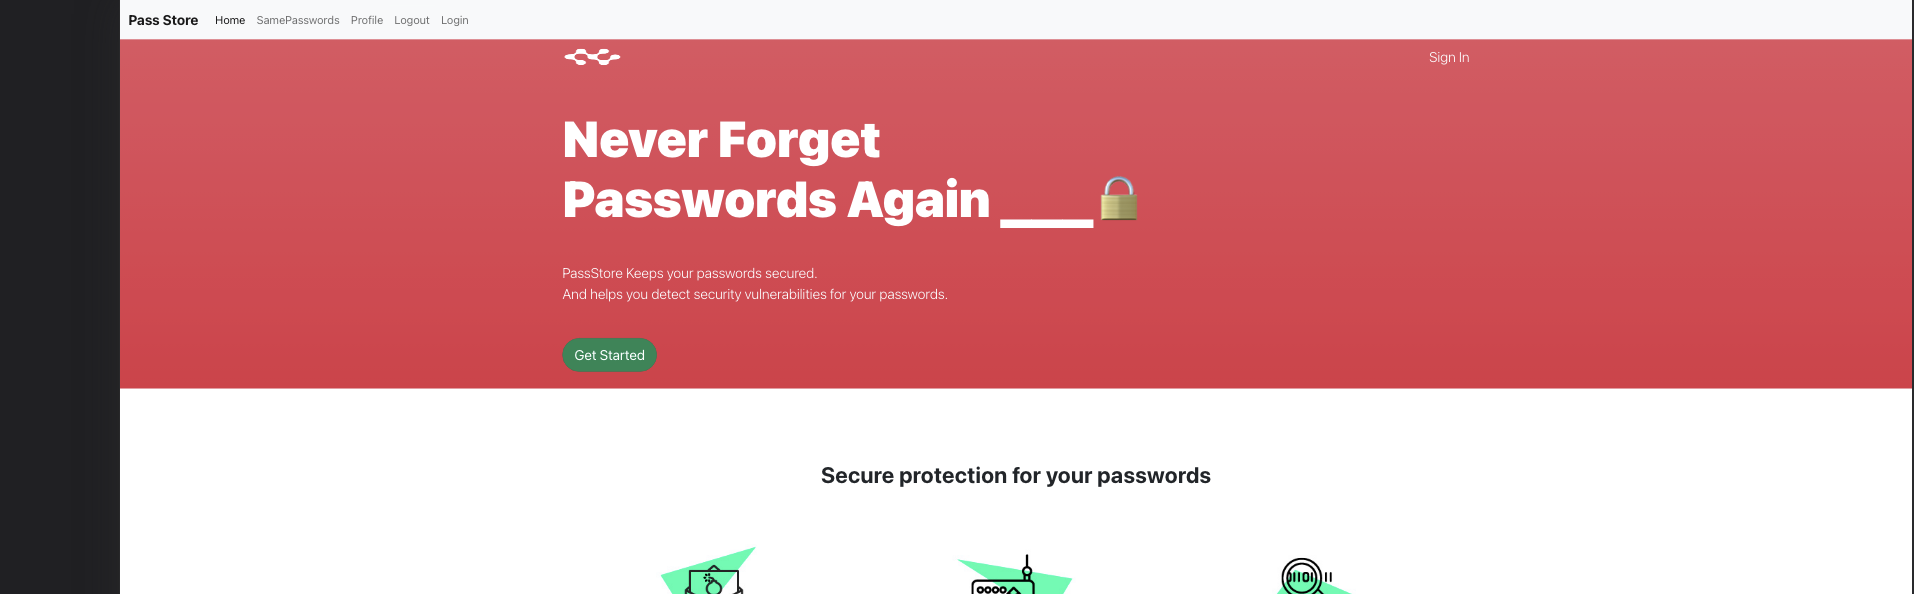 Pass Store Home SamePasswords Profile Logout Login
Sign In
Never Forget
Passwords Again ____
PassStore Keeps your passwords secured.
And helps you detect security vulnerabilities for your passwords.
Get Started
Secure protection for your passwords